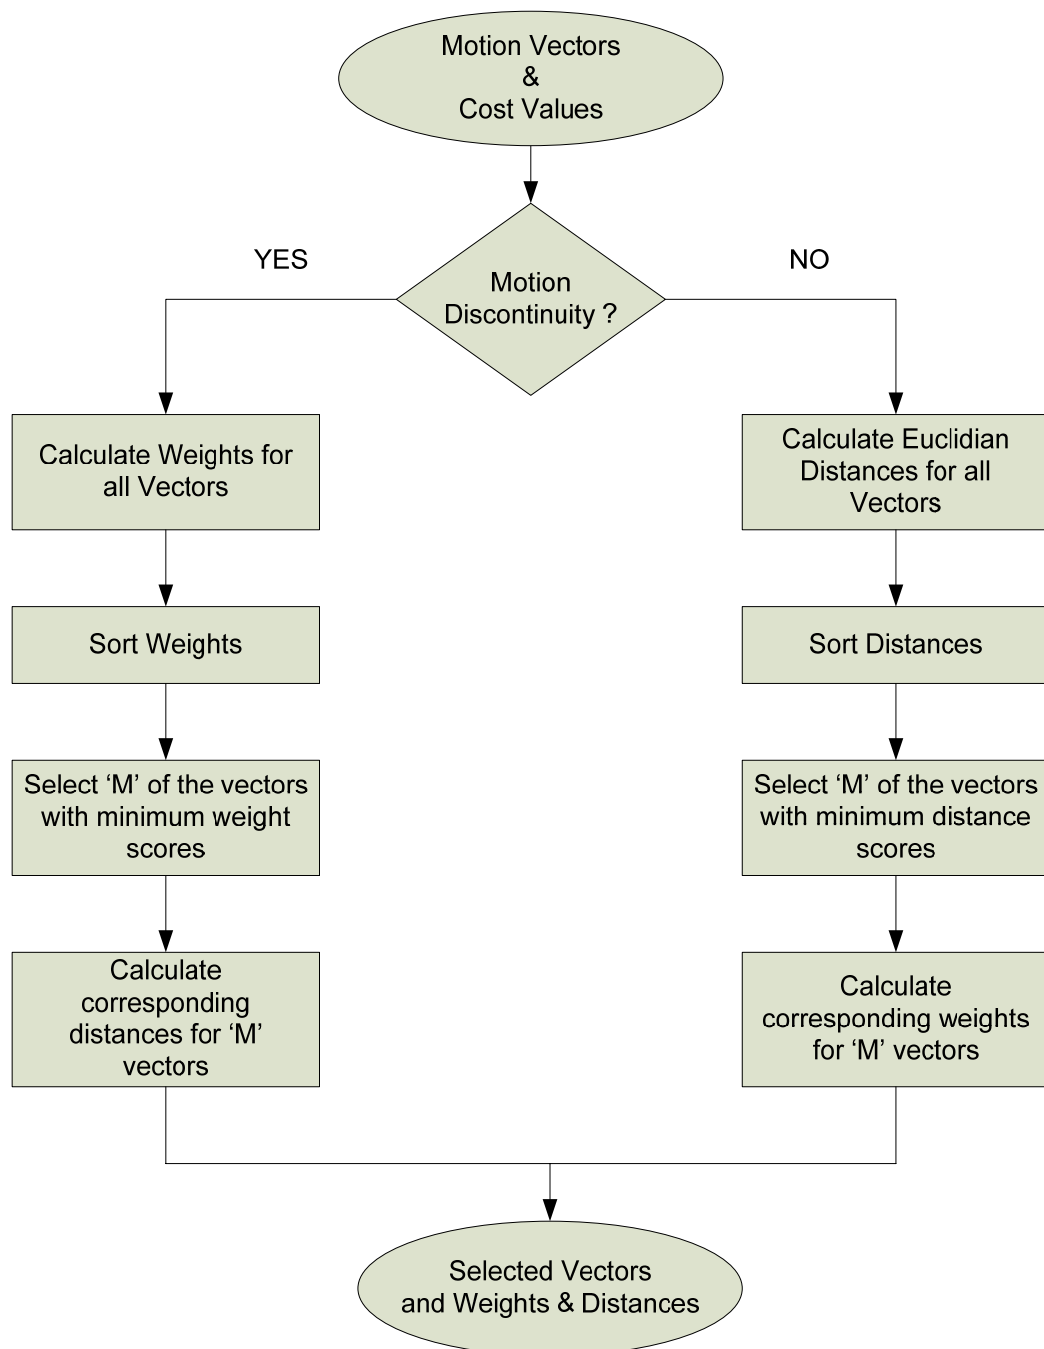 Motion Vectors
&
Cost Values
YES
NO
Motion
Discontinuity ?
Calculate Weights for
all Vectors
Calculate Euclidian
Distances for all
Vectors
Sort Weights
Sort Distances
Select ‘M’ of the vectors
with minimum weight
scores
Select ‘M’ of the vectors
with minimum distance
scores
Calculate
corresponding
distances for ‘M’
vectors
Calculate
corresponding weights
for ‘M’ vectors
Selected Vectors
and Weights & Distances